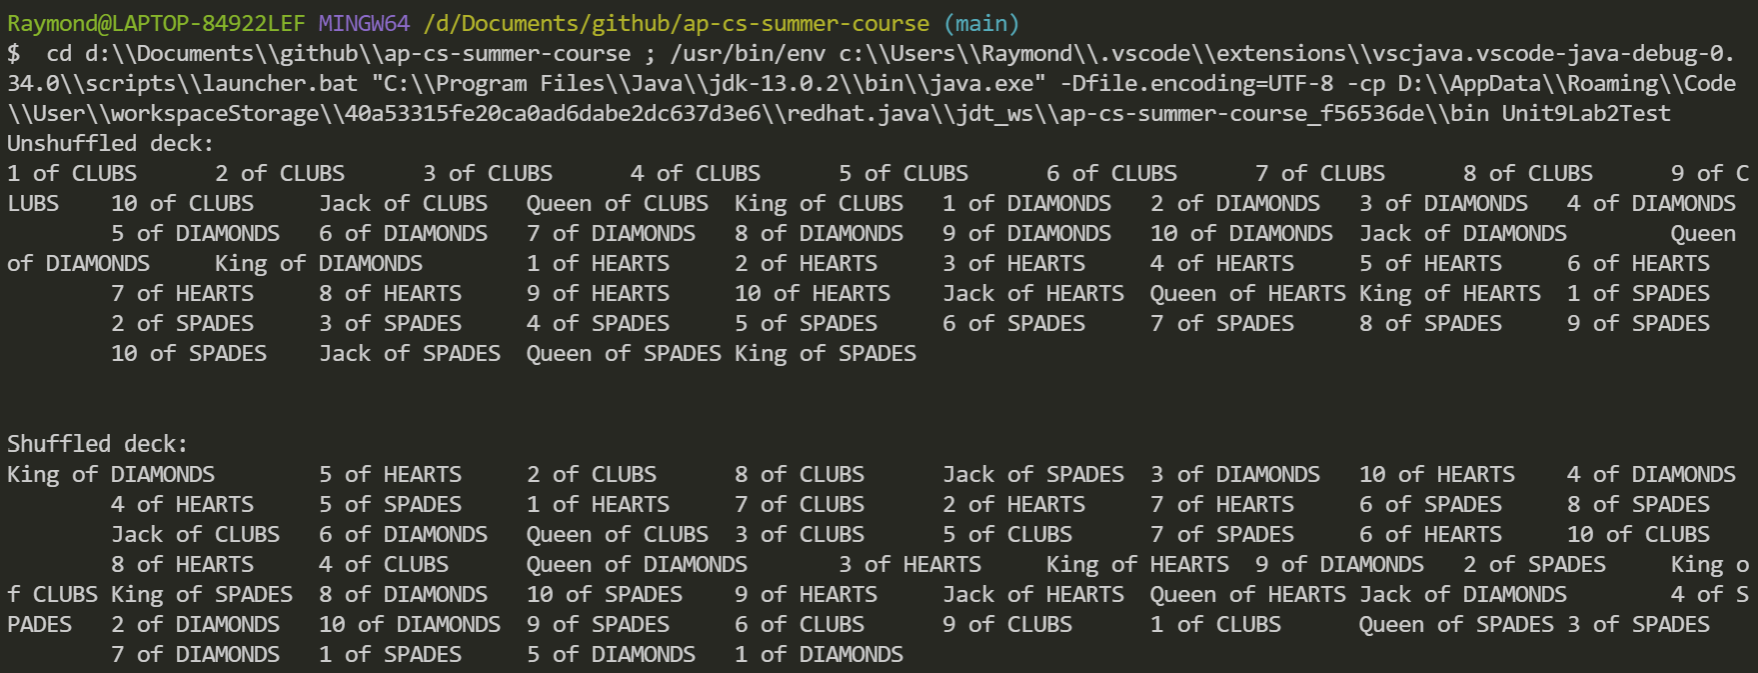 Raymond@LAPTOP-84922LEF MINGW64 /d/Documents/github/ap-cs-summer-course (main)
$  cd d:\\Documents\\github\\ap-cs-summer-course ; /usr/bin/env c:\\Users\\Raymond\\.vscode\\extensions\\vscjava.vscode-java-debug-0.
34.0\\scripts\\launcher.bat "C:\\Program Files\\Java\\jdk-13.0.2\\bin\\java.exe" -Dfile.encoding=UTF-8 -cp D:\\AppData\\Roaming\\Code
\\User\\workspaceStorage\\40a53315fe20ca0ad6dabe2dc637d3e6\\redhat.java\\jdt_ws\\ap-cs-summer-course_f56536de\\bin Unit9Lab2Test
Unshuffled deck:
1 of CLUBS      2 of CLUBS      3 of CLUBS      4 of CLUBS      5 of CLUBS      6 of CLUBS      7 of CLUBS      8 of CLUBS      9 of C
LUBS    10 of CLUBS     Jack of CLUBS   Queen of CLUBS  King of CLUBS   1 of DIAMONDS   2 of DIAMONDS   3 of DIAMONDS   4 of DIAMONDS
        5 of DIAMONDS   6 of DIAMONDS   7 of DIAMONDS   8 of DIAMONDS   9 of DIAMONDS   10 of DIAMONDS  Jack of DIAMONDS        Queen
of DIAMONDS     King of DIAMONDS        1 of HEARTS     2 of HEARTS     3 of HEARTS     4 of HEARTS     5 of HEARTS     6 of HEARTS
        7 of HEARTS     8 of HEARTS     9 of HEARTS     10 of HEARTS    Jack of HEARTS  Queen of HEARTS King of HEARTS  1 of SPADES
        2 of SPADES     3 of SPADES     4 of SPADES     5 of SPADES     6 of SPADES     7 of SPADES     8 of SPADES     9 of SPADES
        10 of SPADES    Jack of SPADES  Queen of SPADES King of SPADES
Shuffled deck:
King of DIAMONDS        5 of HEARTS     2 of CLUBS      8 of CLUBS      Jack of SPADES  3 of DIAMONDS   10 of HEARTS    4 of DIAMONDS
        4 of HEARTS     5 of SPADES     1 of HEARTS     7 of CLUBS      2 of HEARTS     7 of HEARTS     6 of SPADES     8 of SPADES
        Jack of CLUBS   6 of DIAMONDS   Queen of CLUBS  3 of CLUBS      5 of CLUBS      7 of SPADES     6 of HEARTS     10 of CLUBS
        8 of HEARTS     4 of CLUBS      Queen of DIAMONDS       3 of HEARTS     King of HEARTS  9 of DIAMONDS   2 of SPADES     King o
f CLUBS King of SPADES  8 of DIAMONDS   10 of SPADES    9 of HEARTS     Jack of HEARTS  Queen of HEARTS Jack of DIAMONDS        4 of S
PADES   2 of DIAMONDS   10 of DIAMONDS  9 of SPADES     6 of CLUBS      9 of CLUBS      1 of CLUBS      Queen of SPADES 3 of SPADES
        7 of DIAMONDS   1 of SPADES     5 of DIAMONDS   1 of DIAMONDS